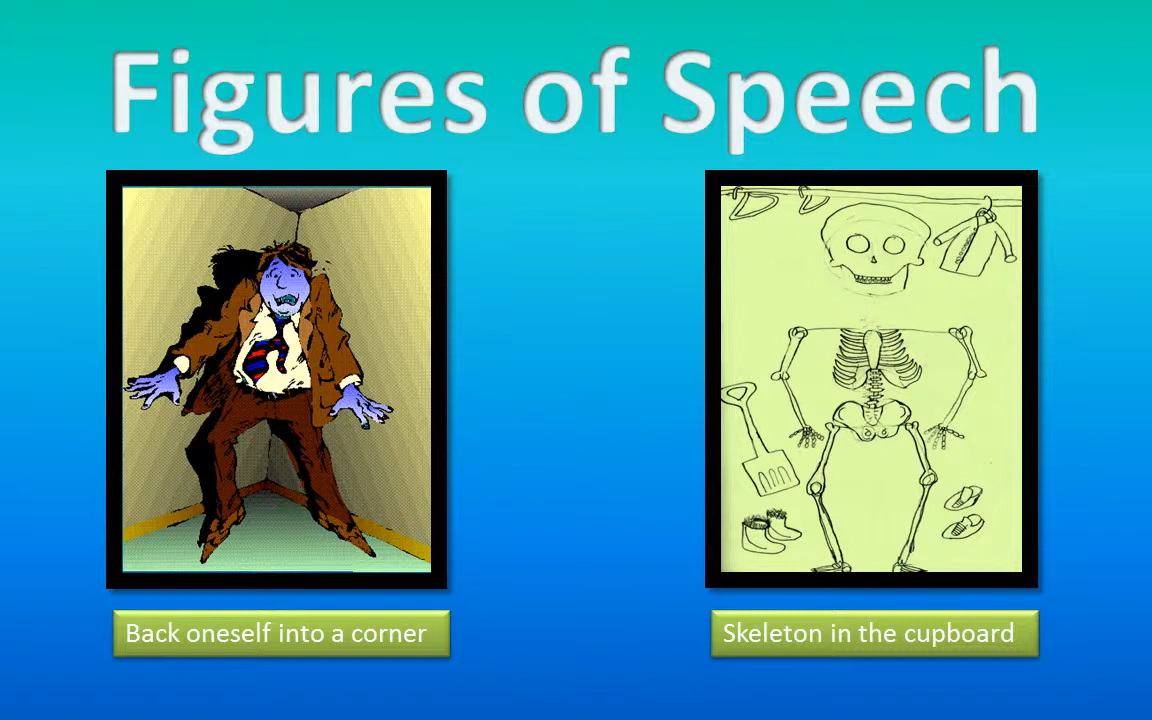 Figures of Speech
Back oneself into a corner
Skeleton in the cupboard